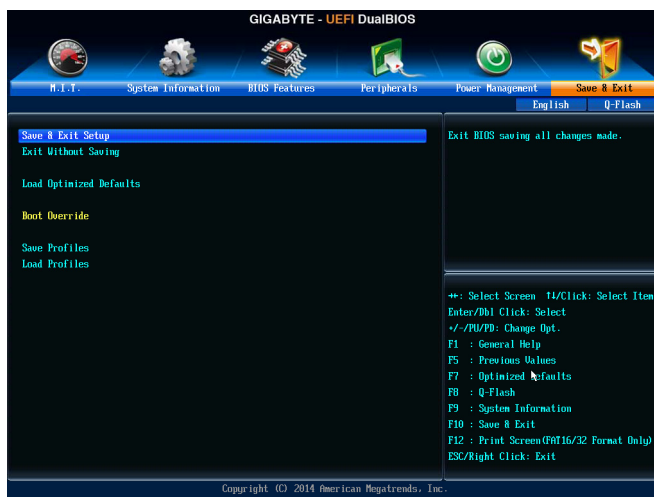 GIGABYTE - UEFI DualBIOS
M.I.T.
System Information
BIOS Features
Peripherals
Power Management
Save & Exit
English
Q-Flash
Save & Exit Setup
Exit Without Saving
Load Optimized Defaults
Boot Override
Save Profiles
Load Profiles
Exit BIOS saving all changes made.
→←: Select Screen ↑↓/Click: Select Item
Enter/Dbl Click: Select
+/-/PU/PD: Change Opt.
F1 : General Help
F5 : Previous Values
F7 : Optimized Defaults
F8 : Q-Flash
F9 : System Information
F10 : Save & Exit
F12 : Print Screen(FAT16/32 Format Only)
ESC/Right Click: Exit
Copyright (C) 2014 American Megatrends, Inc.